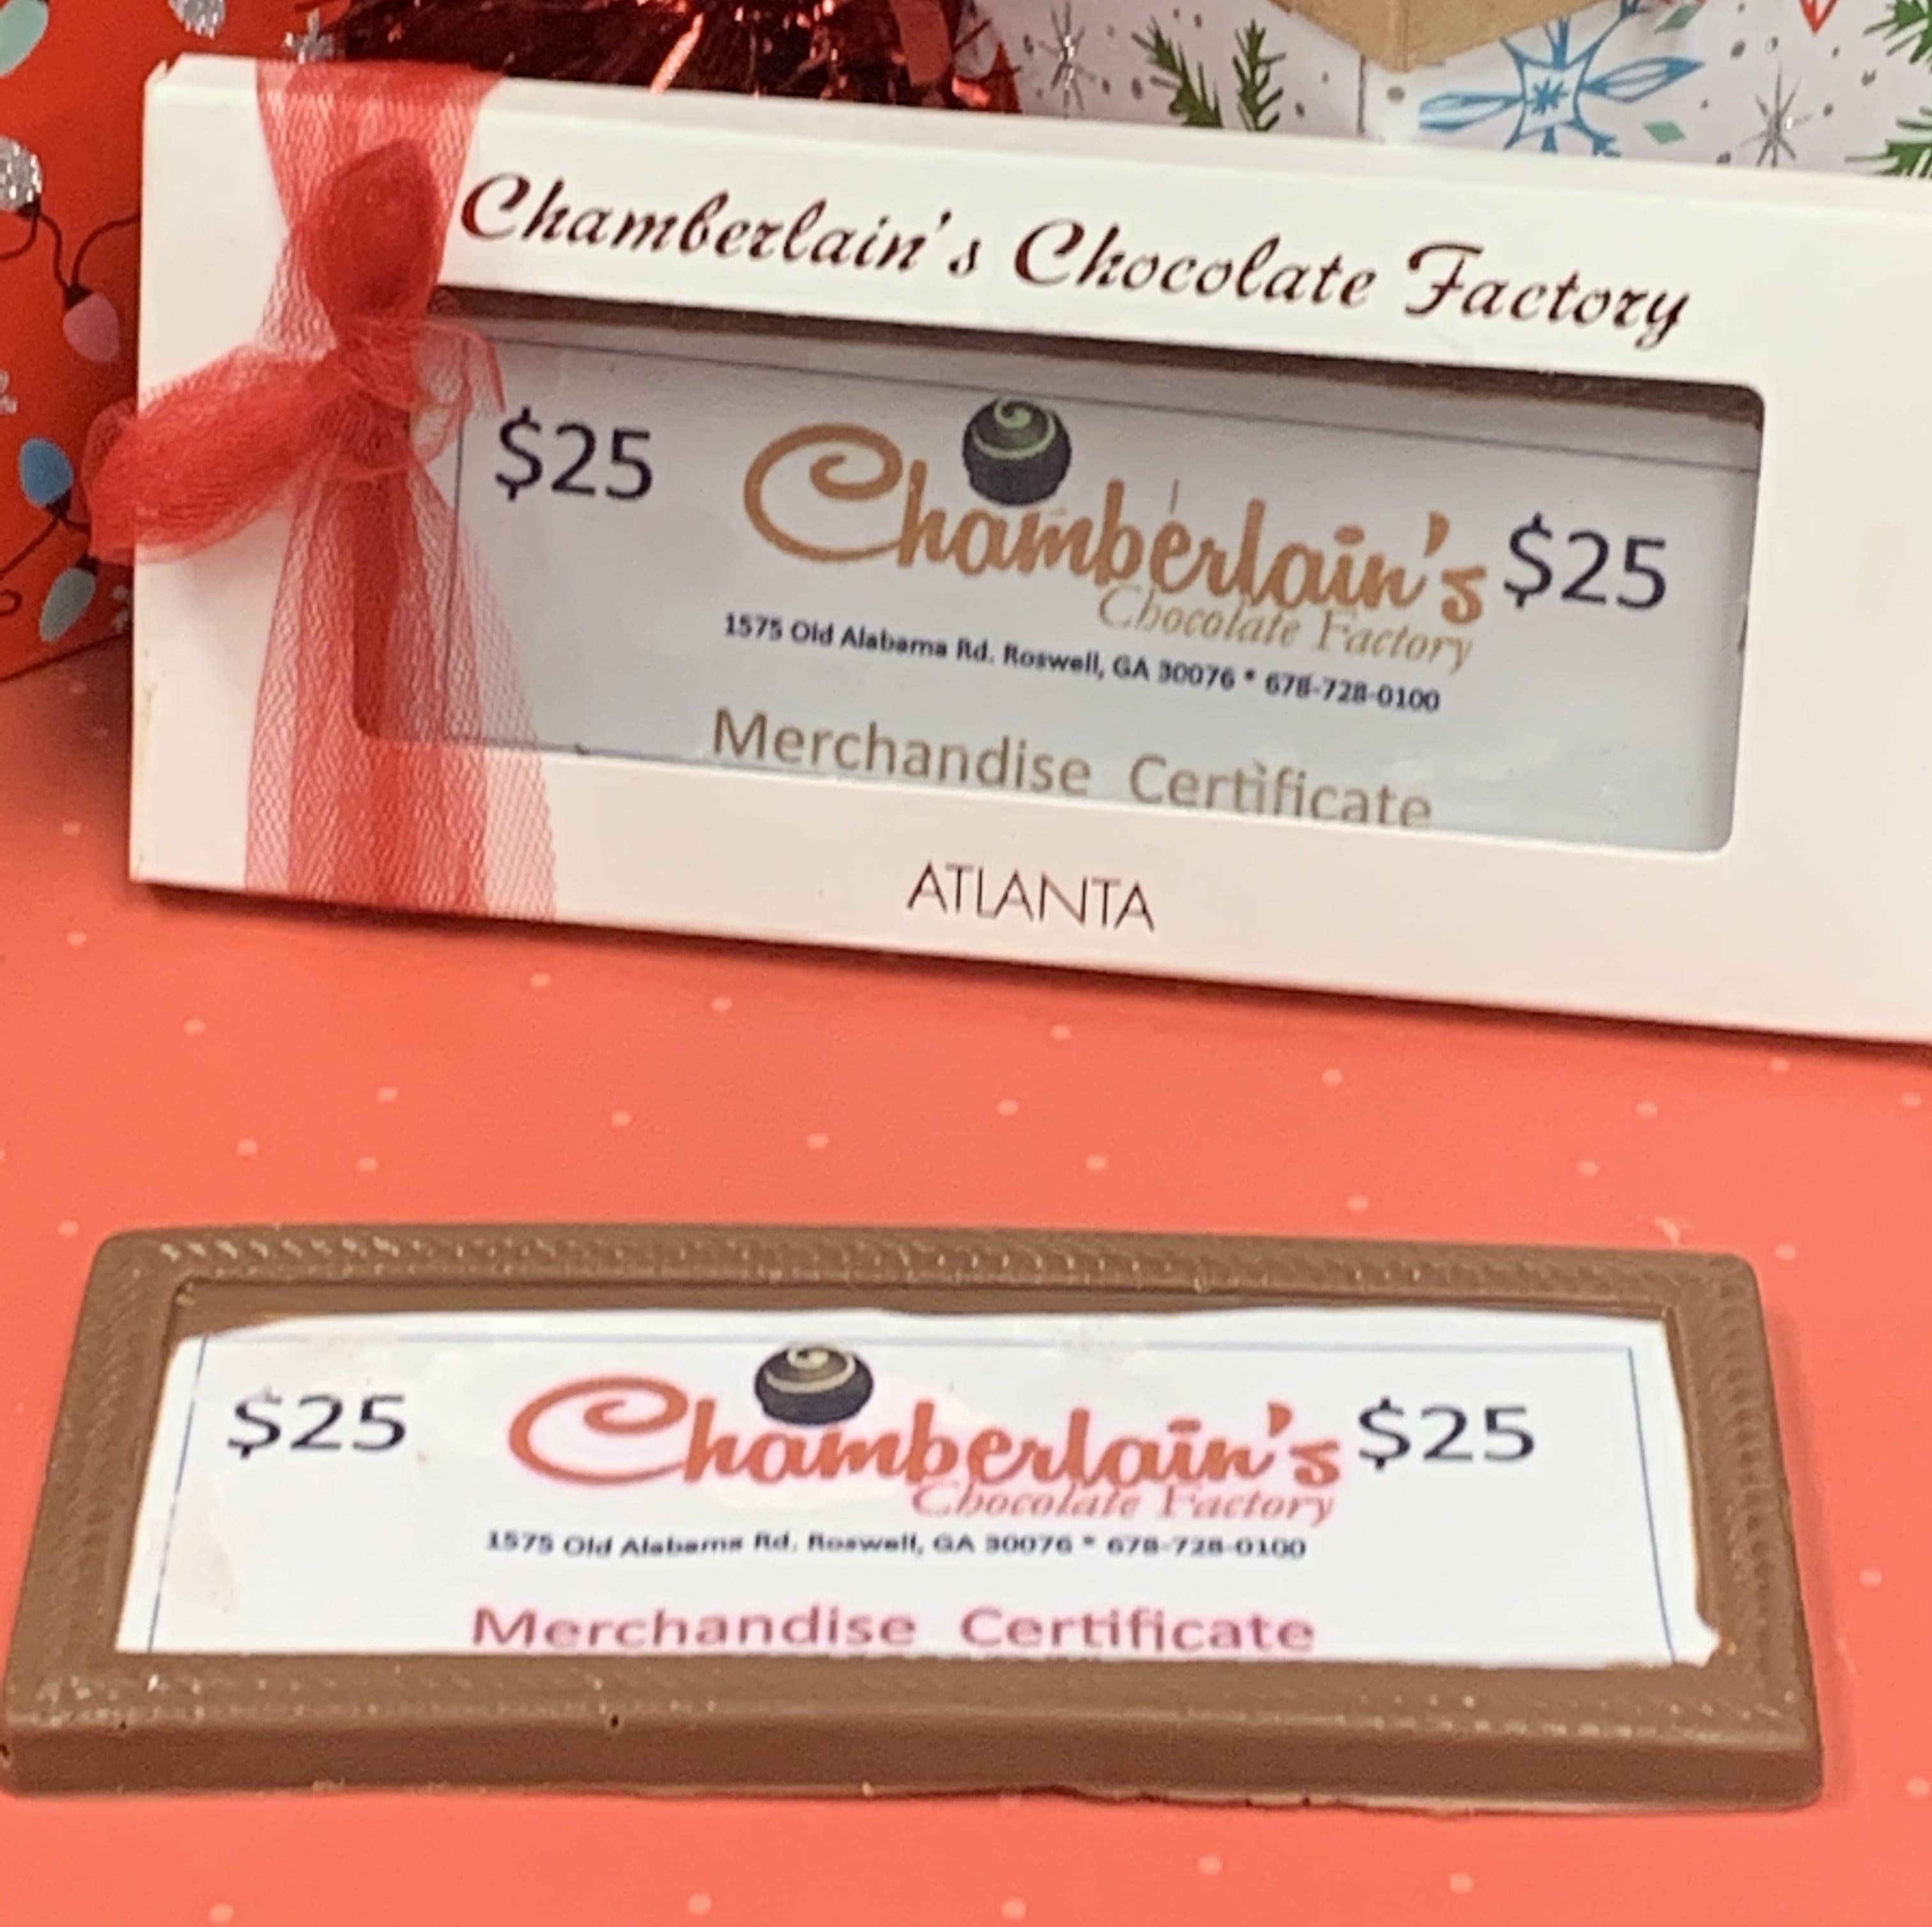 Chamberlain's Chocolate Factory
$25 Chamberlain's $25
Chocolate Factory
1575 Old Alabama Rd. Roswell, GA 30076 * 678-728-0100
Merchandise Certificate
ATLANTA
$25 Chamberlain's $25
Chocolate Factory
1575 Old Alabama Rd. Roswell, GA 30076 * 678-728-0100
Merchandise Certificate